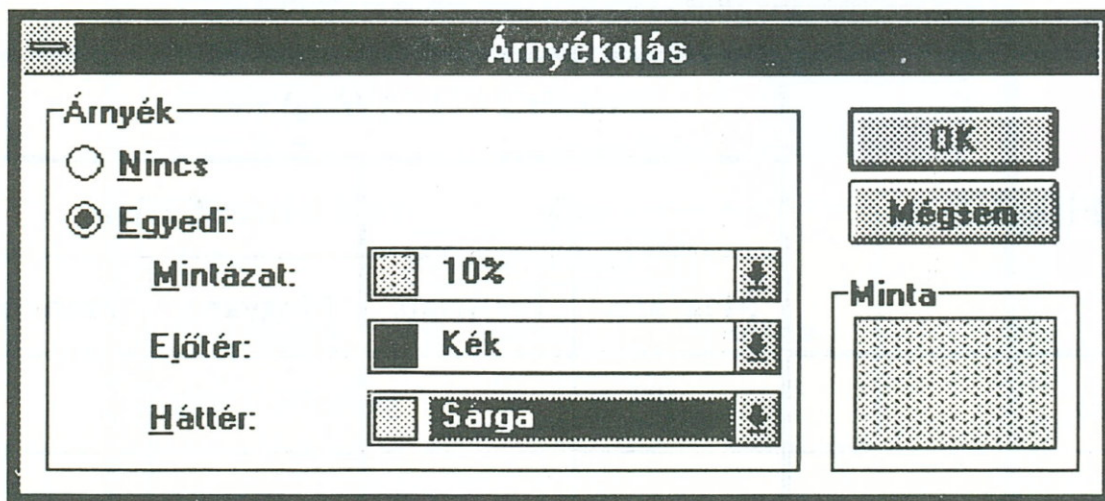 Árnyékolás
Árnyék
Nincs
Egyedi:
Mintázat: 10%
Előtér: Kék
Háttér: Sárga
OK
Mégsem
Minta